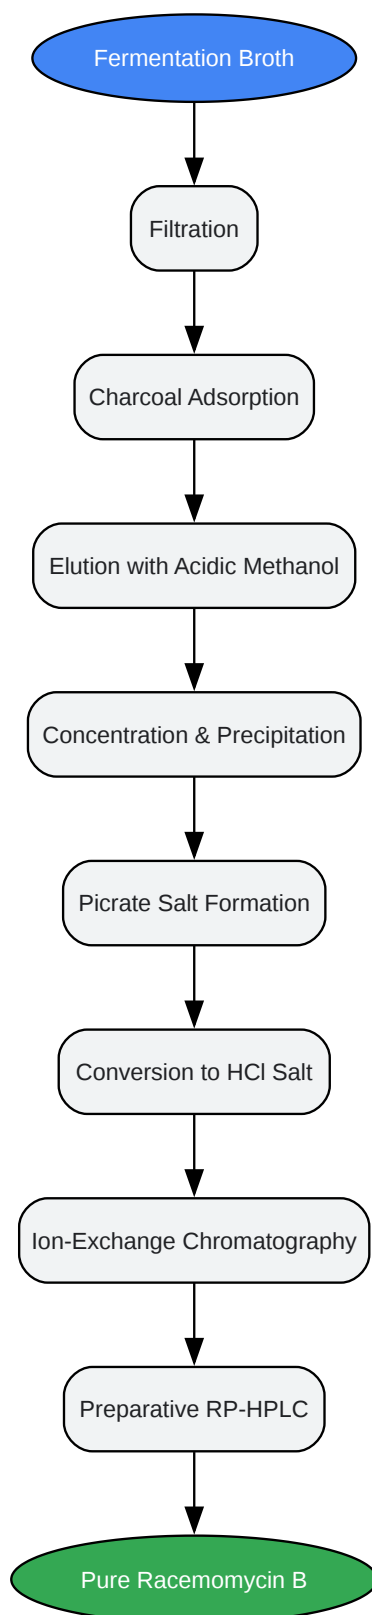 Fermentation Broth
Filtration
Charcoal Adsorption
Elution with Acidic Methanol
Concentration & Precipitation
Picrate Salt Formation
Conversion to HCl Salt
Ion-Exchange Chromatography
Preparative RP-HPLC
Pure Racemomycin B